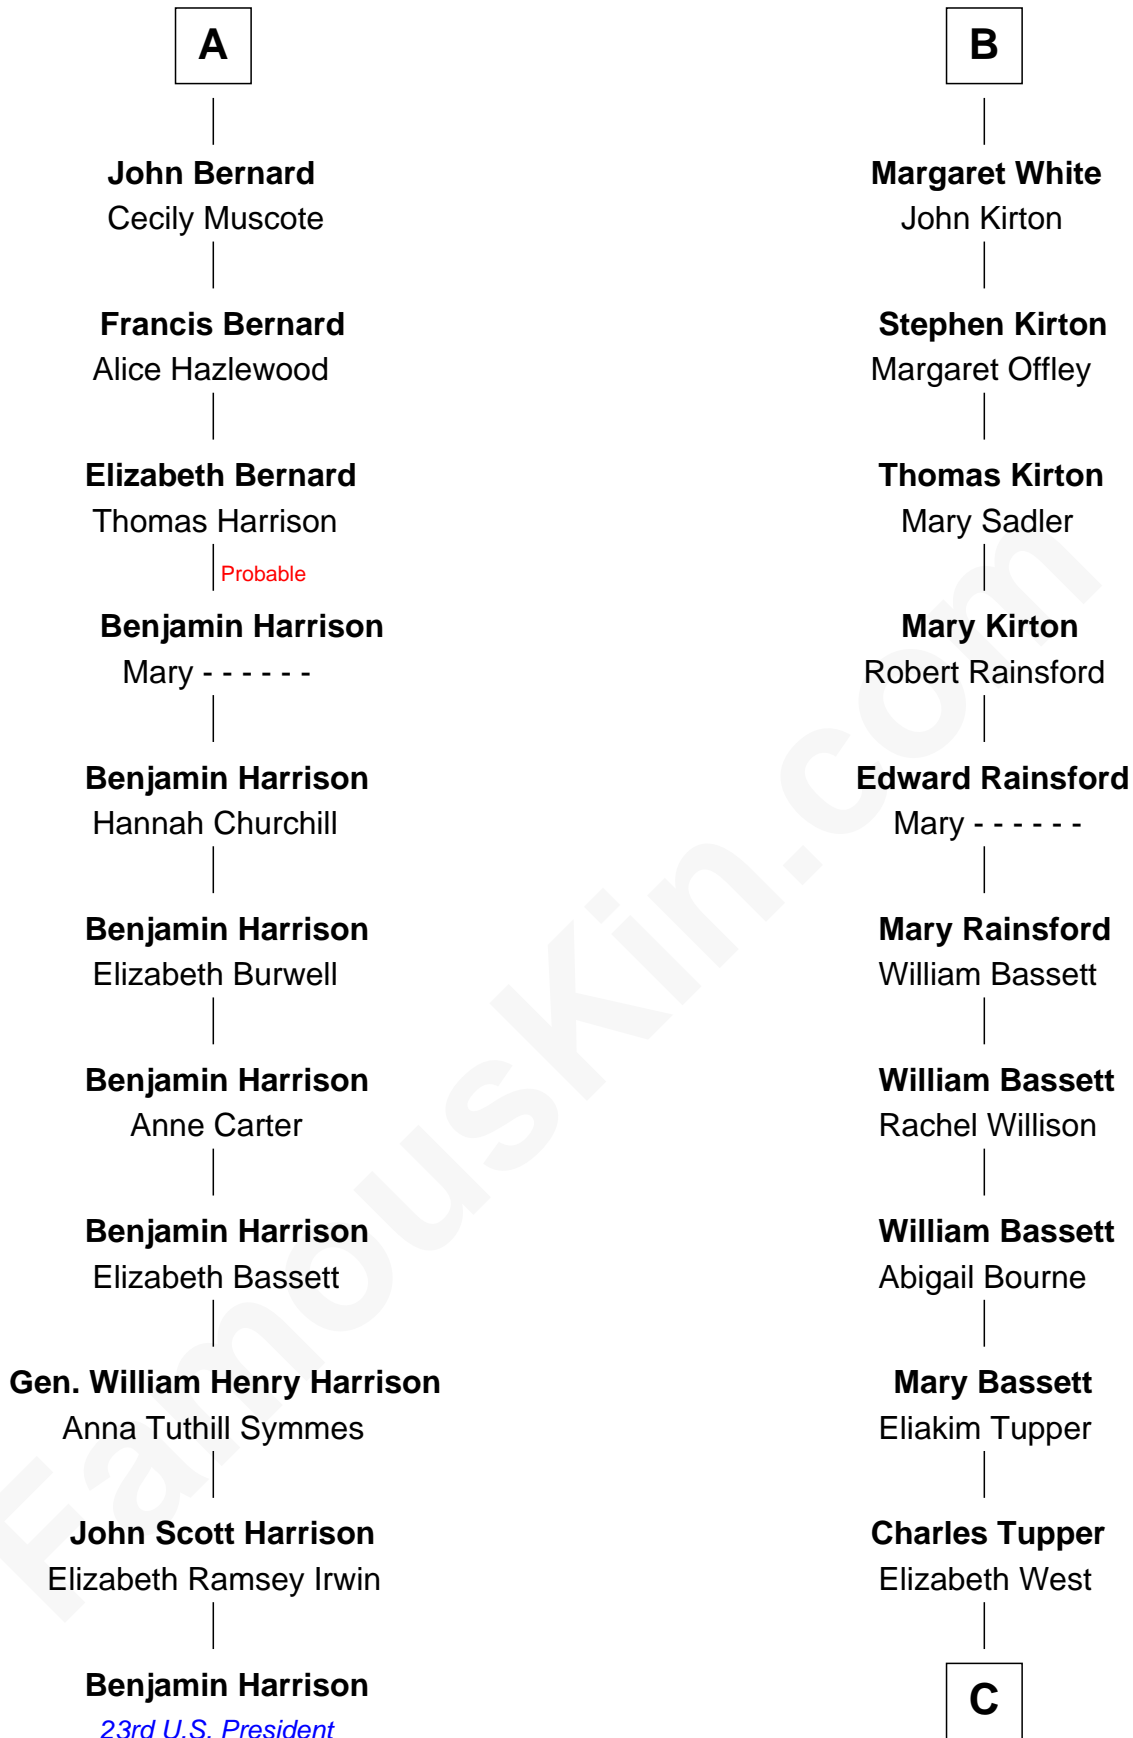 A
John Bernard
Cecily Muscote
Francis Bernard
Alice Hazlewood
Elizabeth Bernard
Thomas Harrison
Probable
Benjamin Harrison
Mary - - - - - -
Benjamin Harrison
Hannah Churchill
Benjamin Harrison
Elizabeth Burwell
Benjamin Harrison
Anne Carter
Benjamin Harrison
Elizabeth Bassett
Gen. William Henry Harrison
Anna Tuthill Symmes
John Scott Harrison
Elizabeth Ramsey Irwin
Benjamin Harrison
23rd U.S. President
B
Margaret White
John Kirton
Stephen Kirton
Margaret Offley
Thomas Kirton
Mary Sadler
Mary Kirton
Robert Rainsford
Edward Rainsford
Mary - - - - - -
Mary Rainsford
William Bassett
William Bassett
Rachel Willison
William Bassett
Abigail Bourne
Mary Bassett
Eliakim Tupper
Charles Tupper
Elizabeth West
C
FamousKin.com